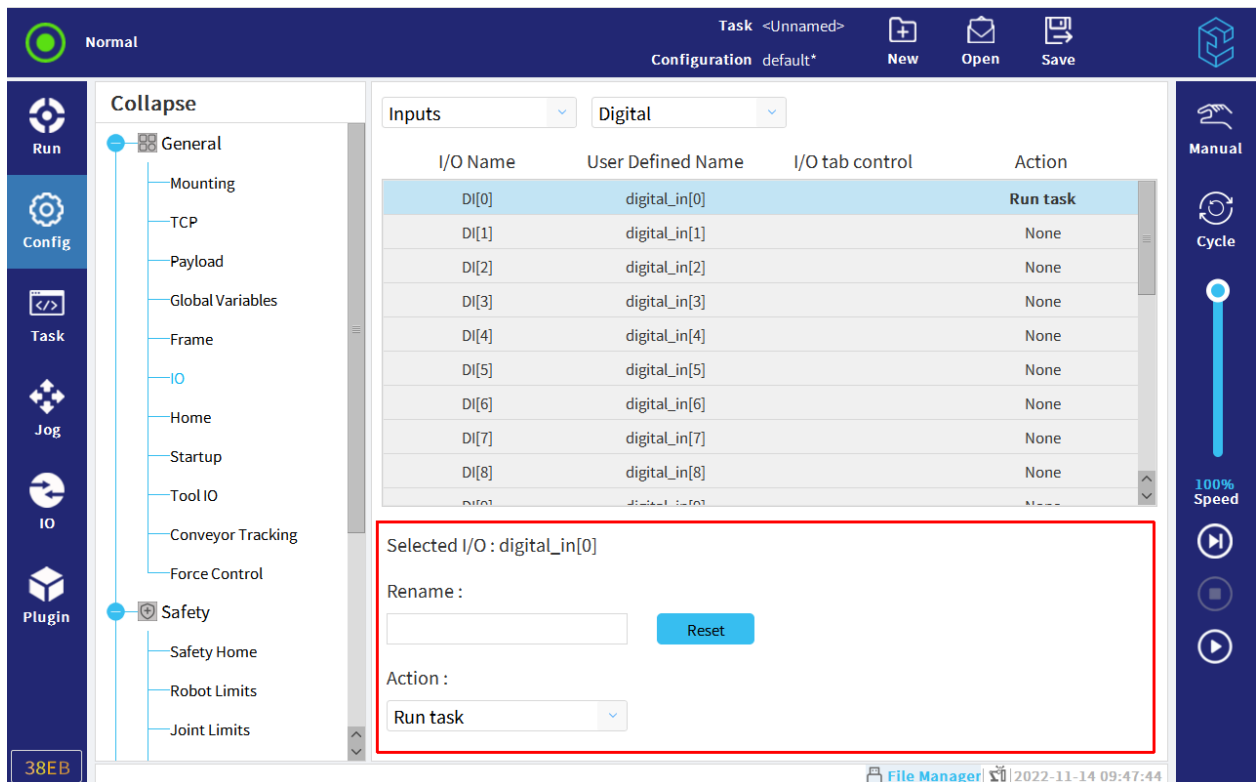 Normal
Task <Unnamed>
Configuration default*
New
Open
Save
Run
Config
Task
Jog
IO
Plugin
38EB
Collapse
General
Mounting
TCP
Payload
Global Variables
Frame
IO
Home
Startup
Tool IO
Conveyor Tracking
Force Control
Safety
Safety Home
Robot Limits
Joint Limits
Inputs Digital
I/O Name User Defined Name I/O tab control Action
DI[0] digital_in[0] Run task
DI[1] digital_in[1] None
DI[2] digital_in[2] None
DI[3] digital_in[3] None
DI[4] digital_in[4] None
DI[5] digital_in[5] None
DI[6] digital_in[6] None
DI[7] digital_in[7] None
DI[8] digital_in[8] None
DI[9] digital_in[9] None
Selected I/O : digital_in[0]
Rename :
Reset
Action :
Run task
Manual
Cycle
100%
Speed
File Manager 2022-11-14 09:47:44